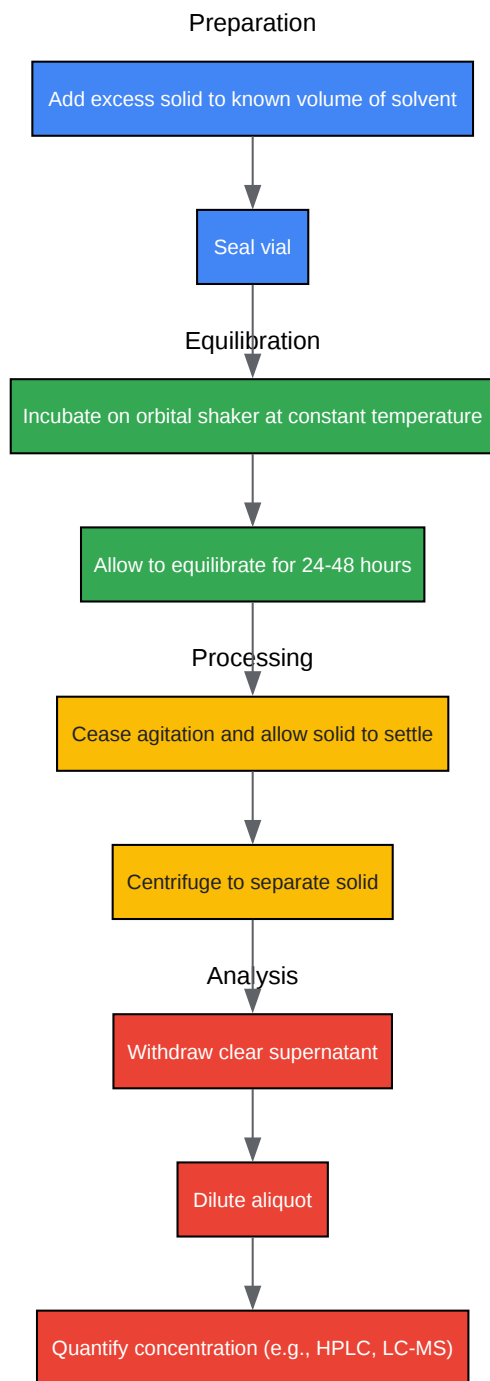 Preparation
Add excess solid to known volume of solvent
Seal vial
Equilibration
Incubate on orbital shaker at constant temperature
Allow to equilibrate for 24-48 hours
Processing
Cease agitation and allow solid to settle
Centrifuge to separate solid
Analysis
Withdraw clear supernatant
Dilute aliquot
Quantify concentration (e.g., HPLC, LC-MS)